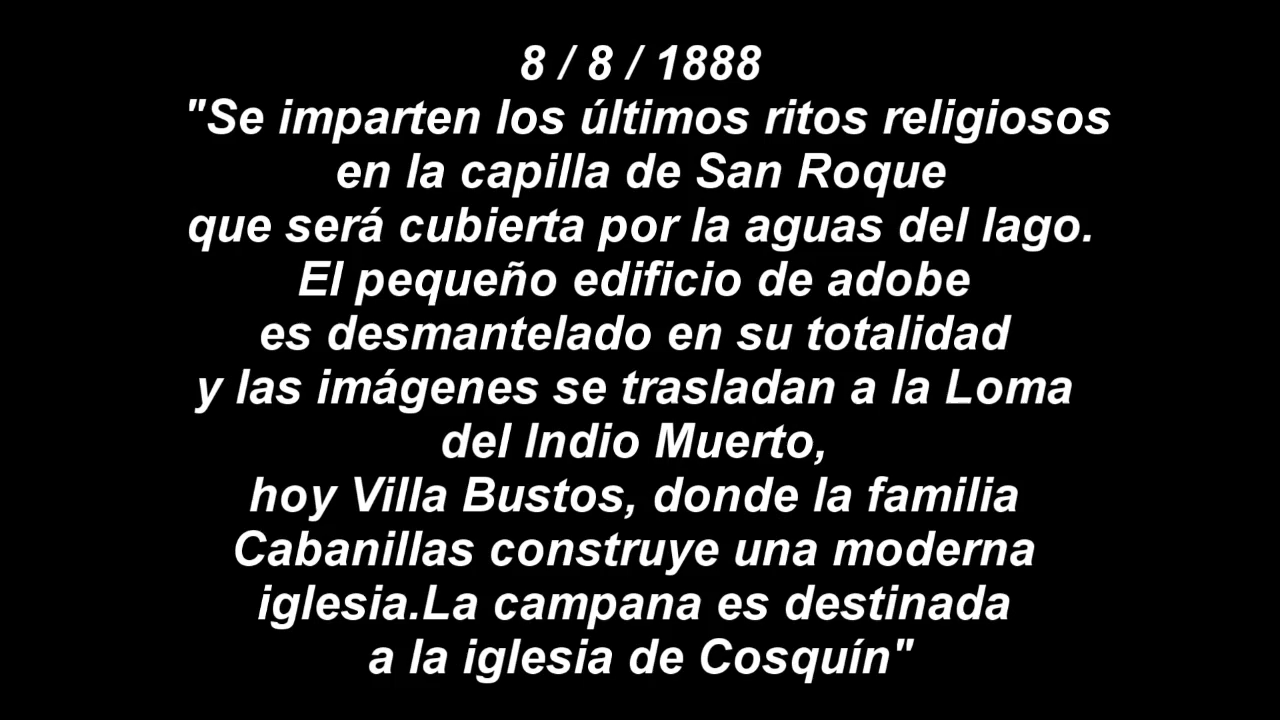 8 / 8 / 1888
"Se imparten los últimos ritos religiosos
en la capilla de San Roque
que será cubierta por la aguas del lago.
El pequeño edificio de adobe
es desmantelado en su totalidad
y las imágenes se trasladan a la Loma
del Indio Muerto,
hoy Villa Bustos, donde la familia
Cabanillas construye una moderna
iglesia.La campana es destinada
a la iglesia de Cosquín"